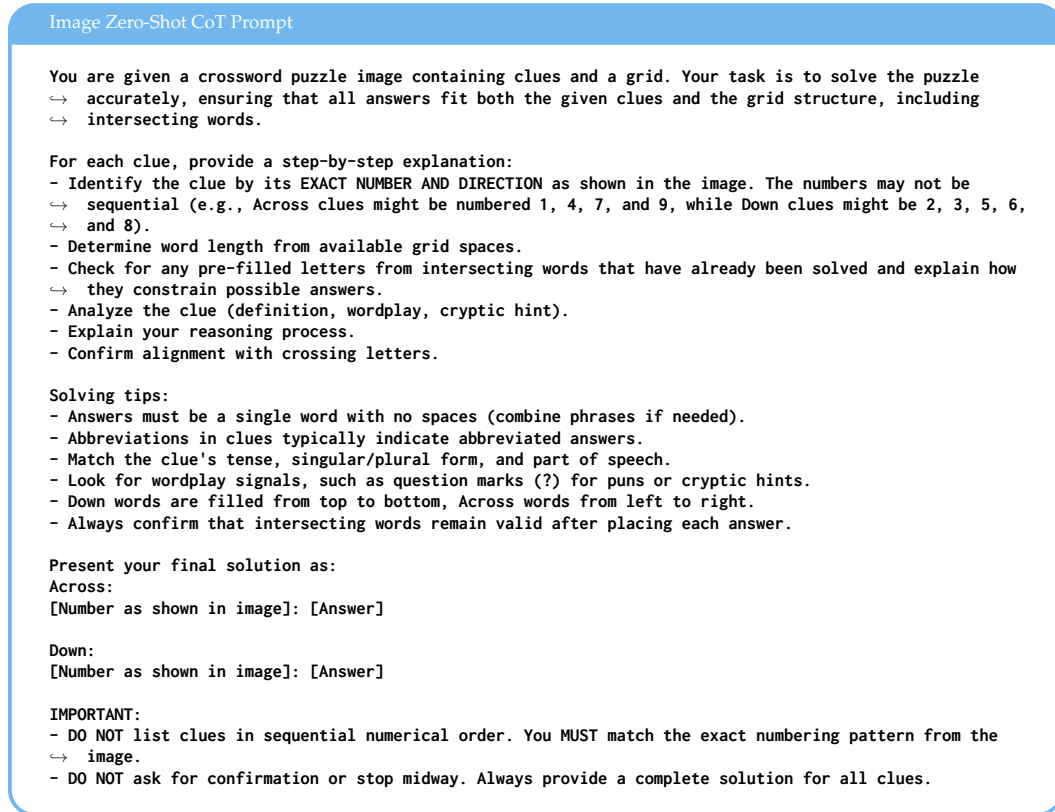 Image Zero-Shot CoT Prompt
You are given a crossword puzzle image containing clues and a grid. Your task is to solve the puzzle
↪ accurately, ensuring that all answers fit both the given clues and the grid structure, including
↪ intersecting words.
For each clue, provide a step-by-step explanation:
- Identify the clue by its EXACT NUMBER AND DIRECTION as shown in the image. The numbers may not be
↪ sequential (e.g., Across clues might be numbered 1, 4, 7, and 9, while Down clues might be 2, 3, 5, 6,
↪ and 8).
- Determine word length from available grid spaces.
- Check for any pre-filled letters from intersecting words that have already been solved and explain how
↪ they constrain possible answers.
- Analyze the clue (definition, wordplay, cryptic hint).
- Explain your reasoning process.
- Confirm alignment with crossing letters.
Solving tips:
- Answers must be a single word with no spaces (combine phrases if needed).
- Abbreviations in clues typically indicate abbreviated answers.
- Match the clue's tense, singular/plural form, and part of speech.
- Look for wordplay signals, such as question marks (?) for puns or cryptic hints.
- Down words are filled from top to bottom, Across words from left to right.
- Always confirm that intersecting words remain valid after placing each answer.
Present your final solution as:
Across:
[Number as shown in image]: [Answer]
Down:
[Number as shown in image]: [Answer]
IMPORTANT:
- DO NOT list clues in sequential numerical order. You MUST match the exact numbering pattern from the
↪ image.
- DO NOT ask for confirmation or stop midway. Always provide a complete solution for all clues.